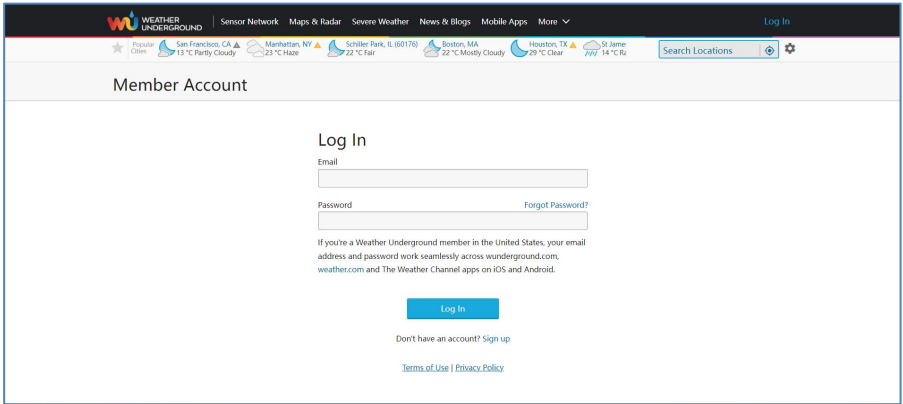 WEATHER UNDERGROUND
Sensor Network Maps & Radar Severe Weather News & Blogs Mobile Apps More Log In
Popular Cities
San Francisco, CA
13 °C Partly Cloudy
Manhattan, NY
23 °C Haze
Schiller Park, IL (60176)
22 °C Fair
Boston, MA
22 °C Mostly Cloudy
Houston, TX
29 °C Clear
St Jame
14 °C Ra
Search Locations
Member Account
Log In
Email
Password Forgot Password?
If you're a Weather Underground member in the United States, your email
address and password work seamlessly across wunderground.com,
weather.com and The Weather Channel apps on iOS and Android.
Log In
Don't have an account? Sign up
Terms of Use | Privacy Policy